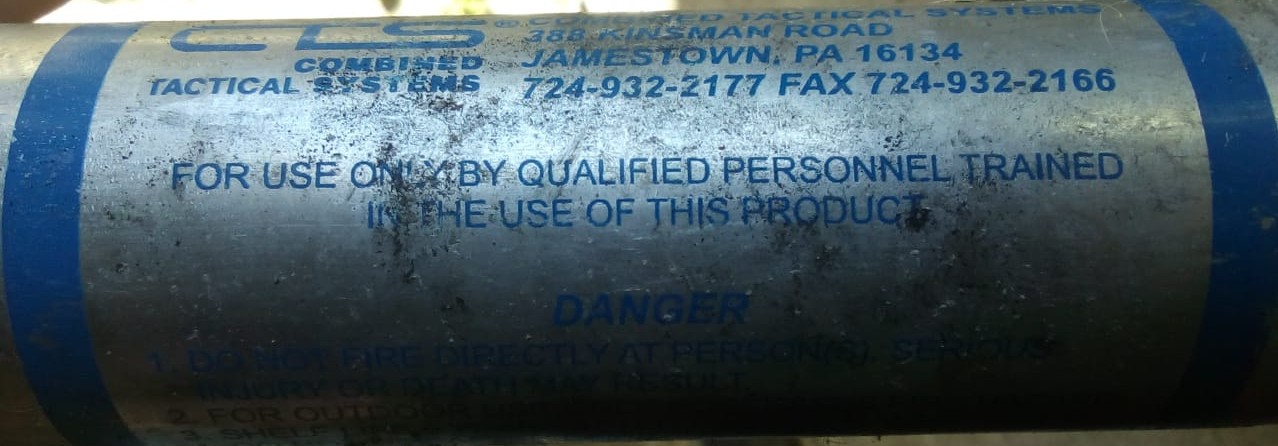 CTS® COMBINED TACTICAL SYSTEMS
388 KINSMAN ROAD
COMBINED JAMESTOWN, PA 16134
TACTICAL SYSTEMS 724-932-2177 FAX 724-932-2166
FOR USE ONLY BY QUALIFIED PERSONNEL TRAINED
IN THE USE OF THIS PRODUCT
DANGER
1. DO NOT FIRE DIRECTLY AT PERSON(S). SERIOUS
INJURY OR DEATH MAY RESULT.
2. FOR OUTDOOR
3.